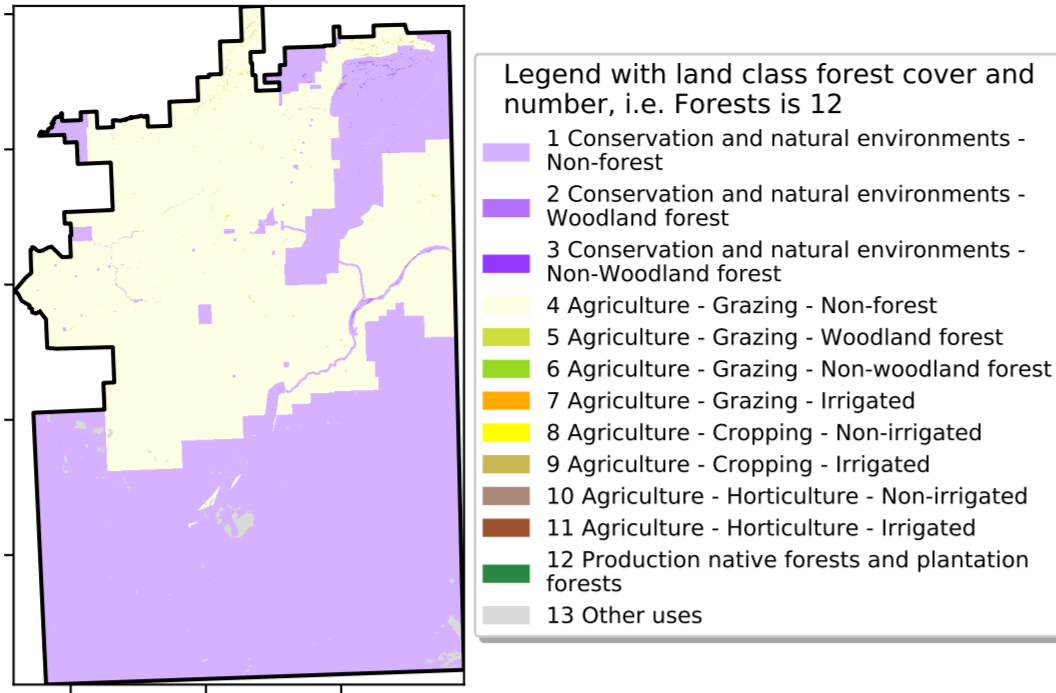 Legend with land class forest cover and
number, i.e. Forests is 12
1 Conservation and natural environments -
Non-forest
2 Conservation and natural environments -
Woodland forest
3 Conservation and natural environments -
Non-Woodland forest
4 Agriculture - Grazing - Non-forest
5 Agriculture - Grazing - Woodland forest
6 Agriculture - Grazing - Non-woodland forest
7 Agriculture - Grazing - Irrigated
8 Agriculture - Cropping - Non-irrigated
9 Agriculture - Cropping - Irrigated
10 Agriculture - Horticulture - Non-irrigated
11 Agriculture - Horticulture - Irrigated
12 Production native forests and plantation
forests
13 Other uses